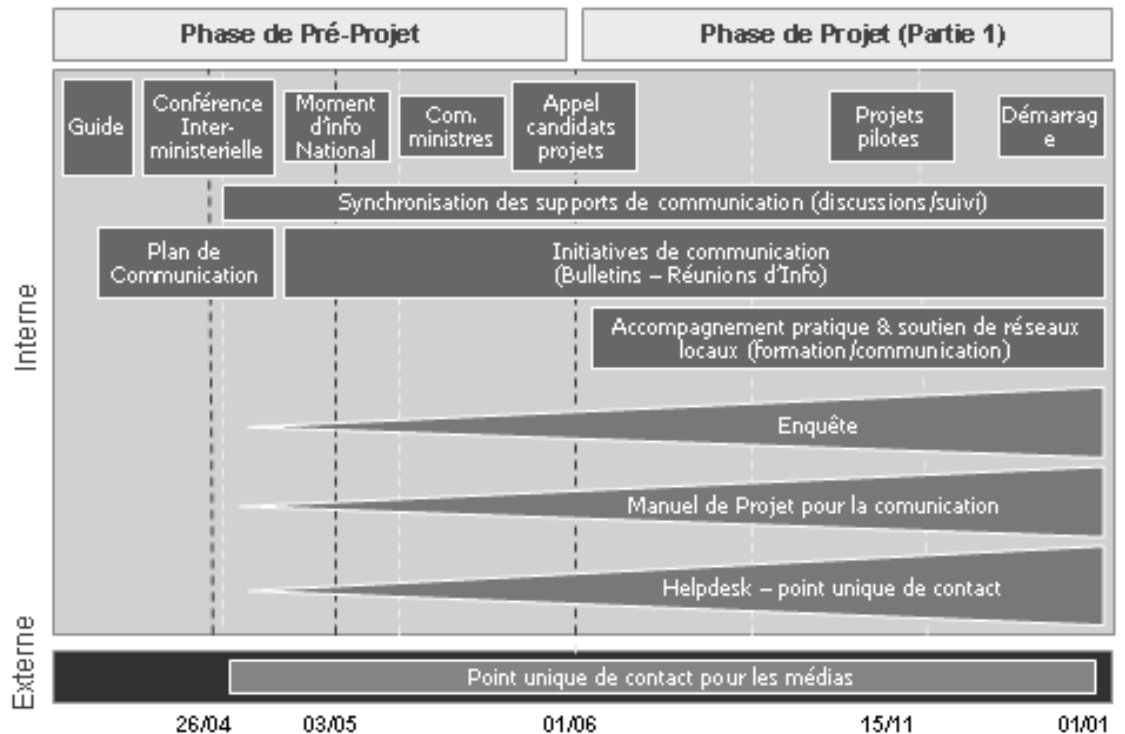 Phase de Pré-Projet
Phase de Projet (Partie 1)
Guide
Conférence
Inter-
ministerielle
Moment
d'info
National
Com.
ministres
Appel
candidats
projets
Projets
pilotes
Démarrag
e
Synchronisation des supports de communication (discussions/suivi)
Plan de
Communication
Initiatives de communication
(Bulletins – Réunions d'Info)
Accompagnement pratique & soutien de réseaux
locaux (formation/communication)
Interne
Enquête
Manuel de Projet pour la comunication
Helpdesk – point unique de contact
Externe
Point unique de contact pour les médias
26/04
03/05
01/06
15/11
01/01